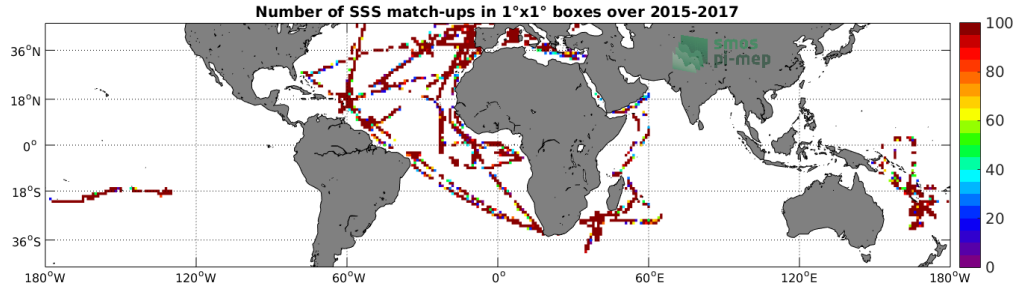 Number of SSS match-ups in 1°x1° boxes over 2015-2017
100
80
60
40
20
0
smos
pi-mep
36°N
18°N
0°
18°S
36°S
180°W
120°W
60°W
0°
60°E
120°E
180°W